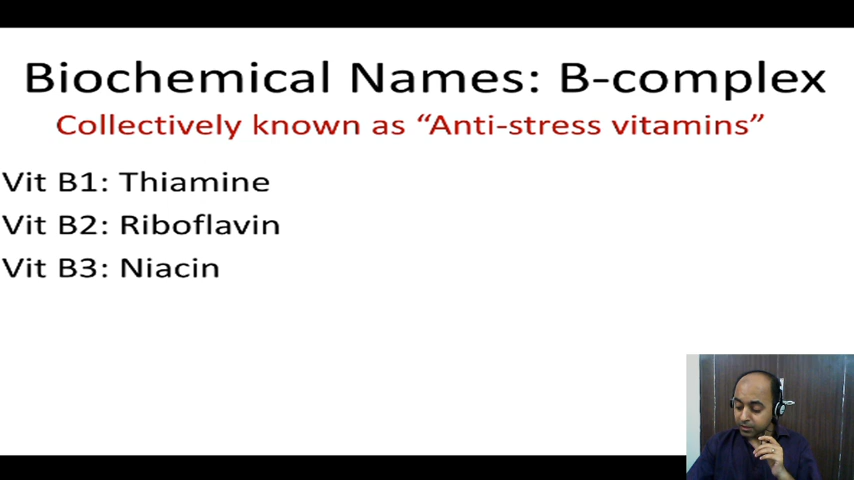 Biochemical Names: B-complex
Collectively known as “Anti-stress vitamins”
Vit B1: Thiamine
Vit B2: Riboflavin
Vit B3: Niacin